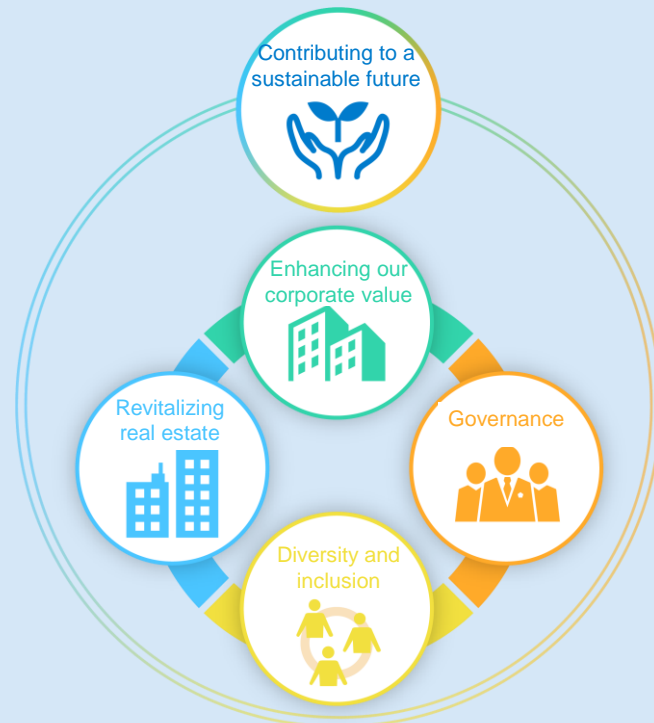 Contributing to a
sustainable future
Enhancing our
corporate value
Revitalizing
real estate
Governance
Diversity and
inclusion